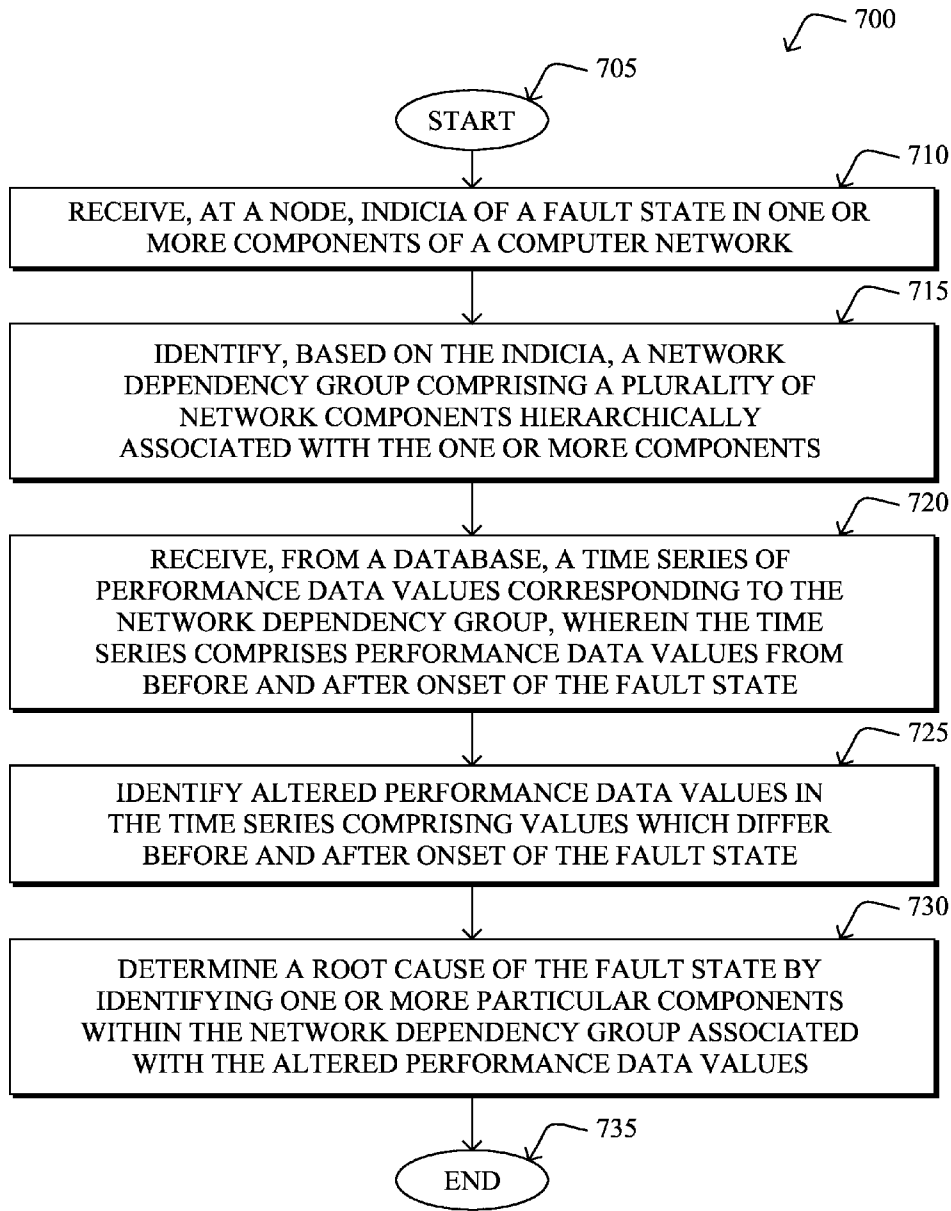 700
705
START
710
RECEIVE, AT A NODE, INDICIA OF A FAULT STATE IN ONE OR
MORE COMPONENTS OF A COMPUTER NETWORK
715
IDENTIFY, BASED ON THE INDICIA, A NETWORK
DEPENDENCY GROUP COMPRISING A PLURALITY OF
NETWORK COMPONENTS HIERARCHICALLY
ASSOCIATED WITH THE ONE OR MORE COMPONENTS
720
RECEIVE, FROM A DATABASE, A TIME SERIES OF
PERFORMANCE DATA VALUES CORRESPONDING TO THE
NETWORK DEPENDENCY GROUP, WHEREIN THE TIME
SERIES COMPRISES PERFORMANCE DATA VALUES FROM
BEFORE AND AFTER ONSET OF THE FAULT STATE
725
IDENTIFY ALTERED PERFORMANCE DATA VALUES IN
THE TIME SERIES COMPRISING VALUES WHICH DIFFER
BEFORE AND AFTER ONSET OF THE FAULT STATE
730
DETERMINE A ROOT CAUSE OF THE FAULT STATE BY
IDENTIFYING ONE OR MORE PARTICULAR COMPONENTS
WITHIN THE NETWORK DEPENDENCY GROUP ASSOCIATED
WITH THE ALTERED PERFORMANCE DATA VALUES
735
END